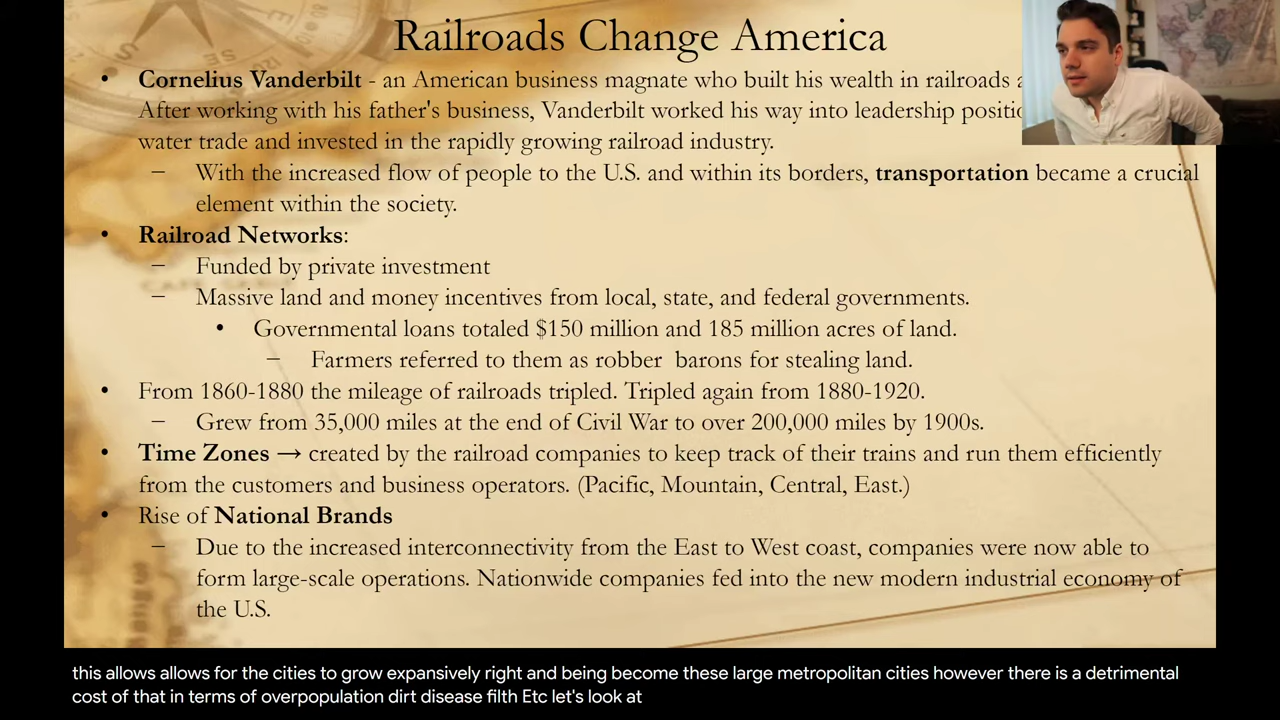 Railroads Change America
• Cornelius Vanderbilt - an American business magnate who built his wealth in railroads
After working with his father's business, Vanderbilt worked his way into leadership
water trade and invested in the rapidly growing railroad industry.
– With the increased flow of people to the U.S. and within its borders, transportation became a crucial
element within the society.
• Railroad Networks:
– Funded by private investment
– Massive land and money incentives from local, state, and federal governments.
• Governmental loans totaled $150 million and 185 million acres of land.
– Farmers referred to them as robber barons for stealing land.
• From 1860-1880 the mileage of railroads tripled. Tripled again from 1880-1920.
– Grew from 35,000 miles at the end of Civil War to over 200,000 miles by 1900s.
• Time Zones → created by the railroad companies to keep track of their trains and run them efficiently
from the customers and business operators. (Pacific, Mountain, Central, East.)
• Rise of National Brands
– Due to the increased interconnectivity from the East to West coast, companies were now able to
form large-scale operations. Nationwide companies fed into the new modern industrial economy of
the U.S.
this allows allows for the cities to grow expansively right and being become these large metropolitan cities however there is a detrimental
cost of that in terms of overpopulation dirt disease filth Etc let's look at